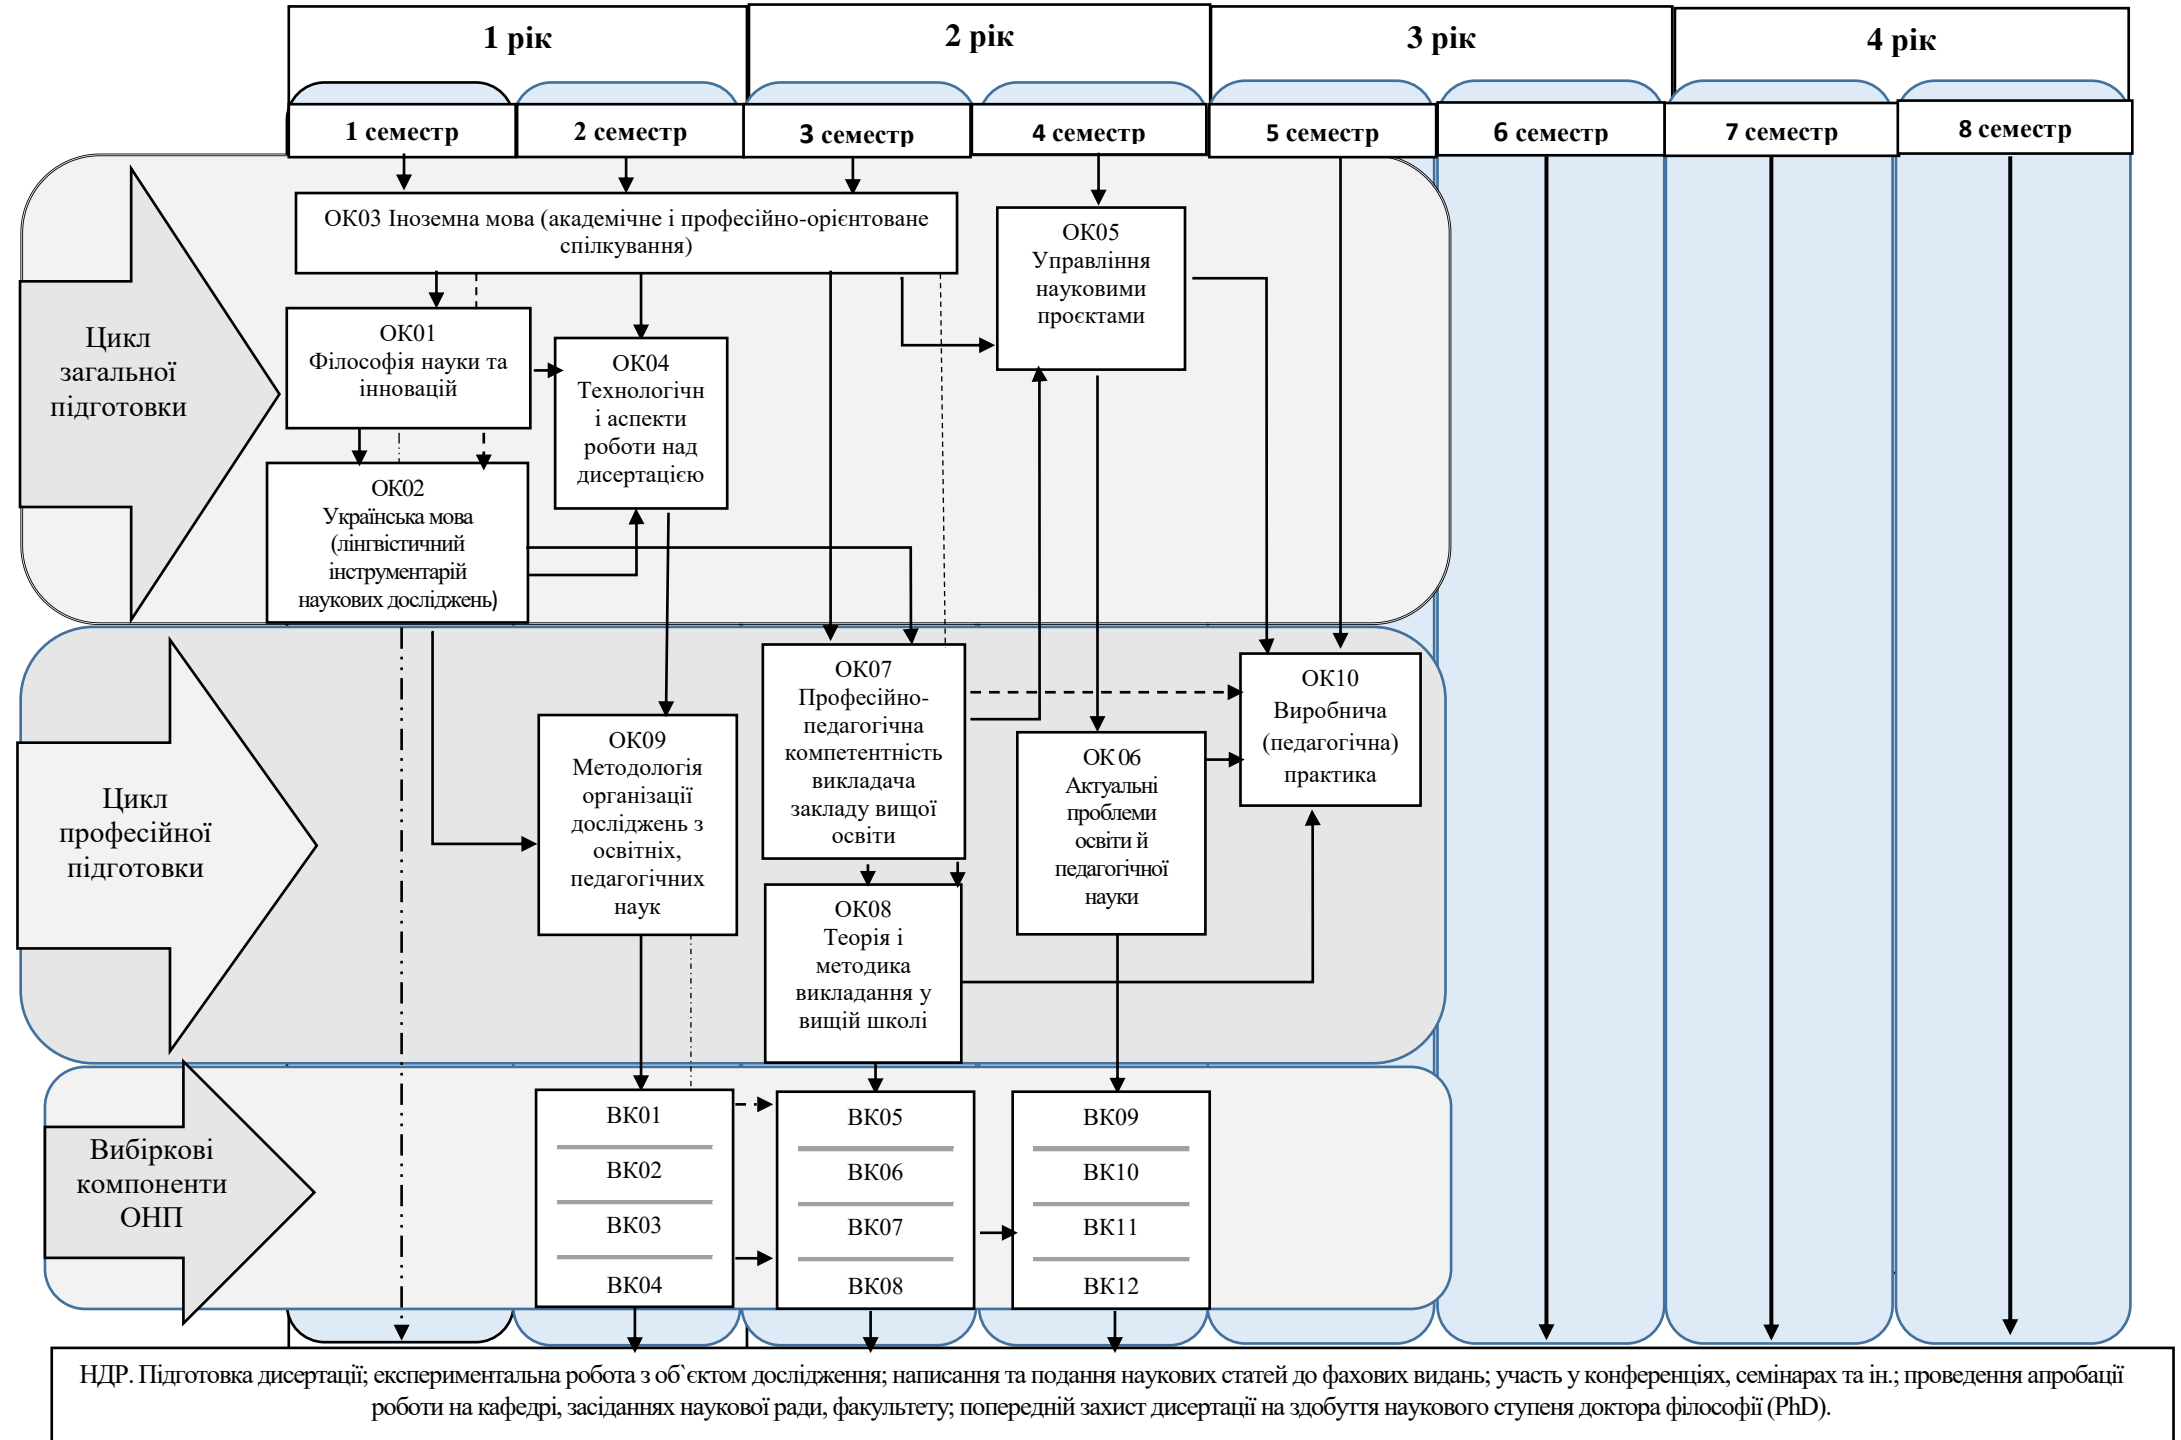 1 рік
2 рік
3 рік
4 рік
1 семестр
2 семестр
3 семестр
4 семестр
5 семестр
6 семестр
7 семестр
8 семестр
Цикл
загальної
підготовки
ОК03 Іноземна мова (академічне і професійно-орієнтоване
спілкування)
ОК05
Управління
науковими
проєктами
ОК01
Філософія науки та
інновацій
ОК04
Технологічн
і аспекти
роботи над
дисертацією
ОК02
Українська мова
(лінгвістичний
інструментарій
наукових досліджень)
Цикл
професійної
підготовки
ОК09
Методологія
організації
досліджень з
освітніх,
педагогічних
наук
ОК07
Професійно-
педагогічна
компетентність
викладача
закладу вищої
освіти
ОК08
Теорія і
методика
викладання у
вищій школі
ОК 06
Актуальні
проблеми
освіти й
педагогічної
науки
ОК10
Виробнича
(педагогічна)
практика
Вибіркові
компоненти
ОНП
ВК01
ВК02
ВК03
ВК04
ВК05
ВК06
ВК07
ВК08
ВК09
ВК10
ВК11
ВК12
НДР. Підготовка дисертації; експериментальна робота з об`єктом дослідження; написання та подання наукових статей до фахових видань; участь у конференціях, семінарах та ін.; проведення апробації
роботи на кафедрі, засіданнях наукової ради, факультету; попередній захист дисертації на здобуття наукового ступеня доктора філософії (PhD).